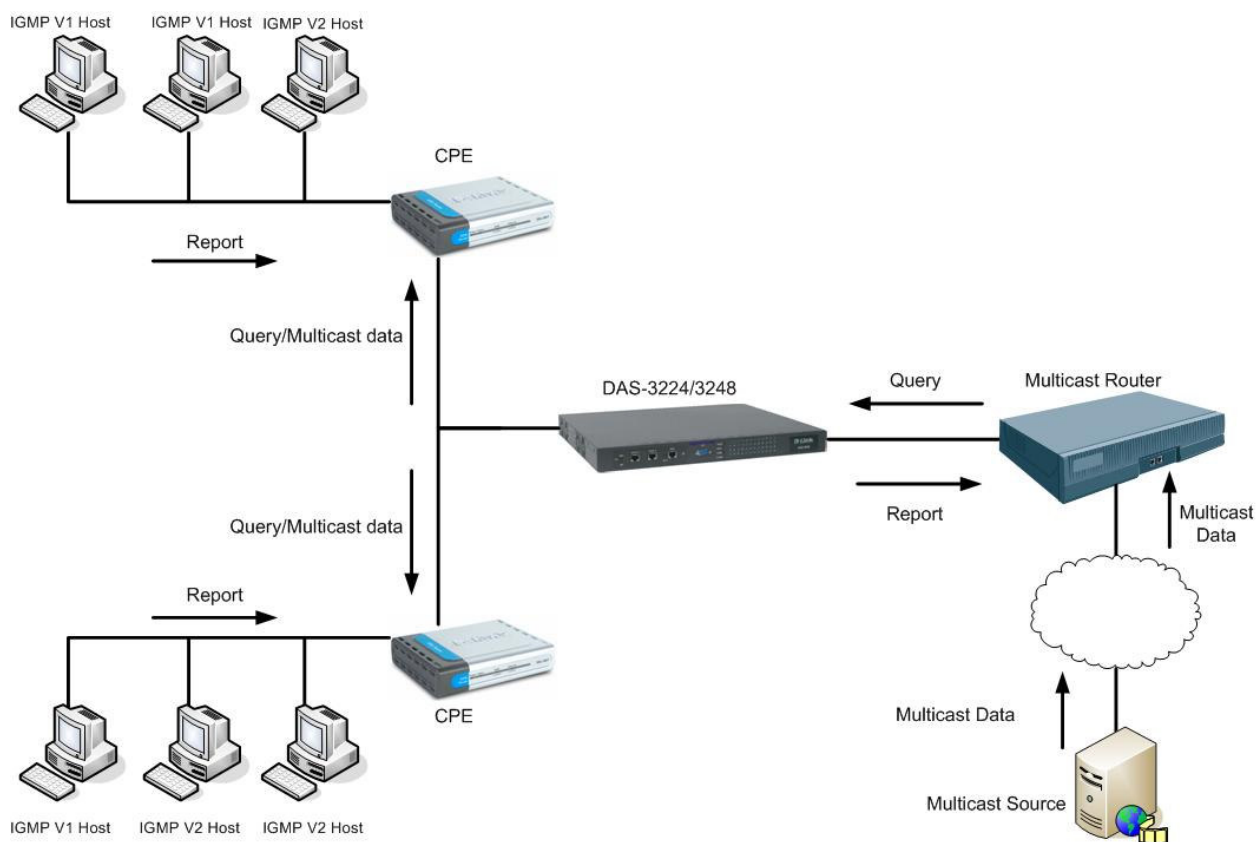 IGMP V1 Host
IGMP V1 Host
IGMP V2 Host
CPE
Report
Query/Multicast data
DAS-3224/3248
Query
Multicast Router
Query/Multicast data
Report
Multicast
Data
Report
CPE
Multicast Data
Multicast Source
IGMP V1 Host
IGMP V2 Host
IGMP V2 Host